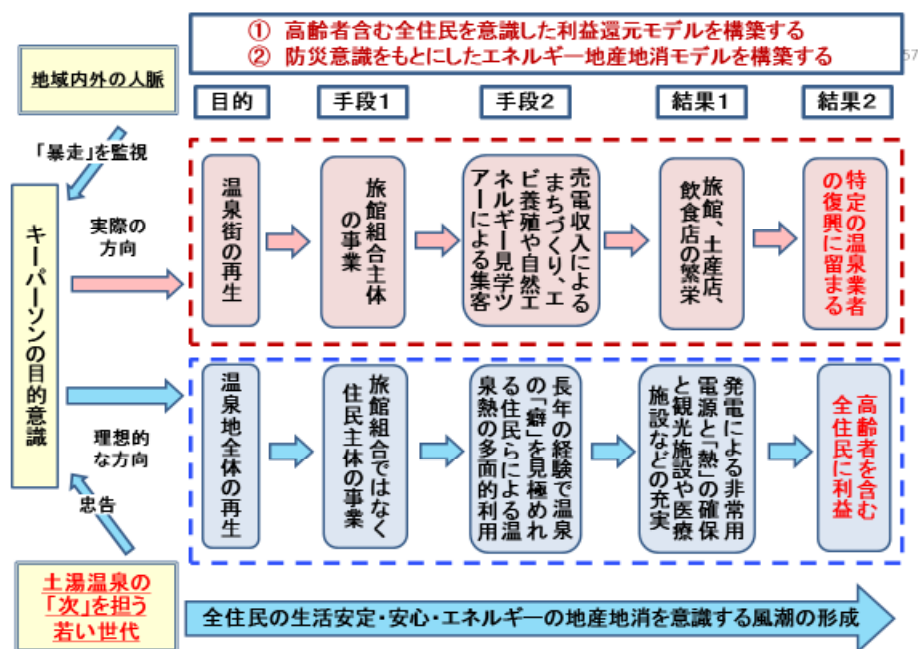 ① 高齢者含む全住民を意識した利益還元モデルを構築する
② 防災意識をもとにしたエネルギー地産地消モデルを構築する
57
地域内外の人脈
目的
手段1
手段2
結果1
結果2
「暴走」を監視
キーパーソンの目的意識
実際の
方向
温泉街の再生
旅館組合主体
の事業
売電収入による
まちづくり、エ
ビ養殖や自然エ
ネルギー見学ツ
アーによる集客
旅館、土産店、
飲食店の繁栄
特定の温泉業者
の復興に留まる
理想的
な方向
温泉地全体の再生
旅館組合ではなく
住民主体の事業
長年の経験で温泉
の「癖」を見極めれ
る住民らによる温
泉熱の多面的利用
発電による非常用
電源と「熱」の確保
と観光施設や医療
施設などの充実
高齢者を含む
全住民に利益
忠告
土湯温泉の
「次」を担う
若い世代
全住民の生活安定・安心・エネルギーの地産地消を意識する風潮の形成